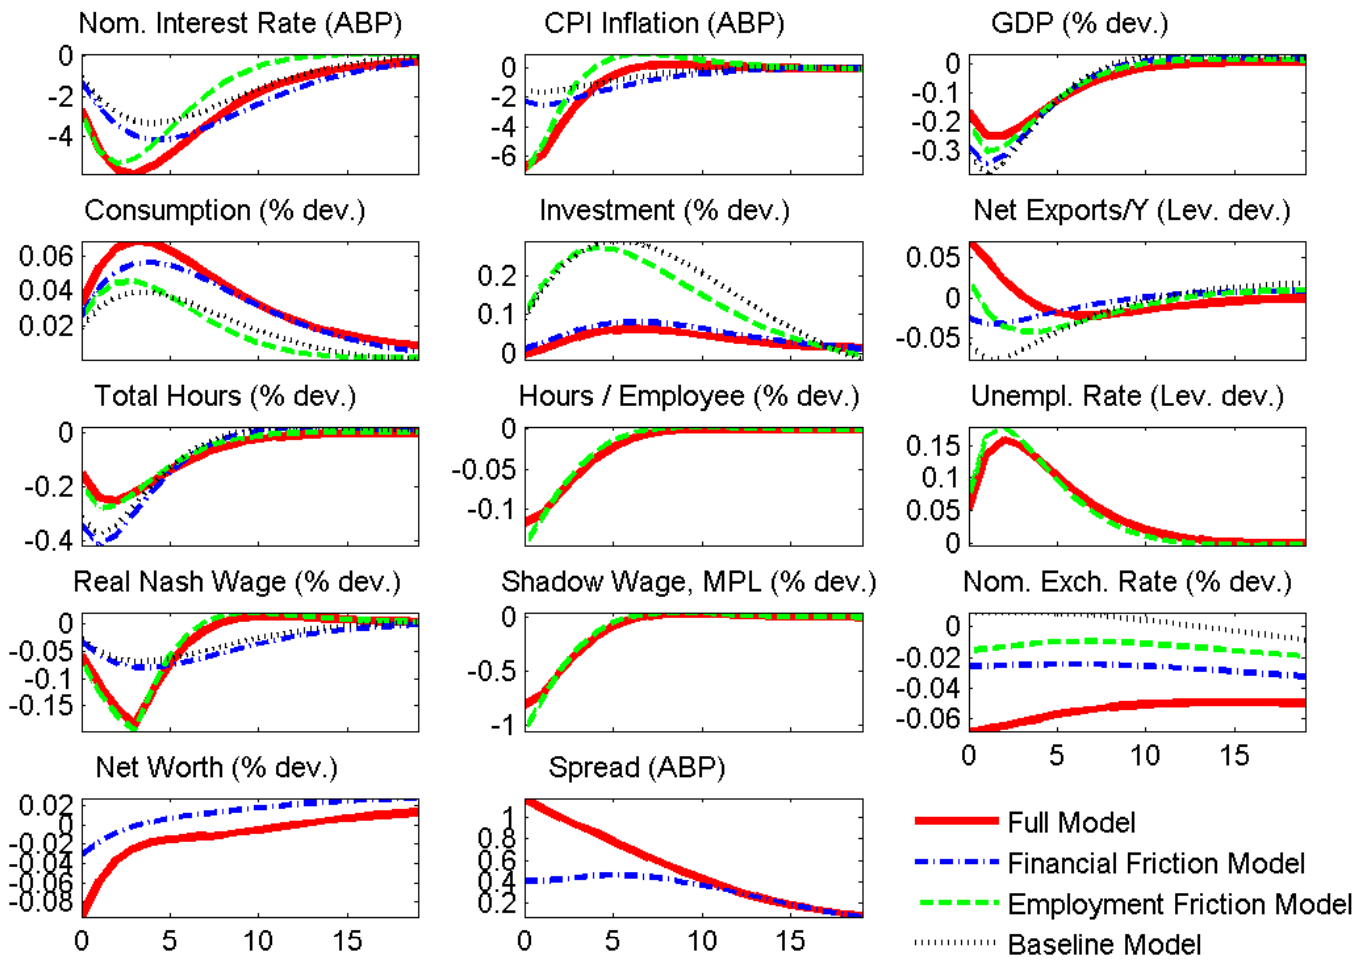 Nom. Interest Rate (ABP)
CPI Inflation (ABP)
GDP (% dev.)
0
-2
-4
0
-2
-4
-6
0
-0.1
-0.2
-0.3
Consumption (% dev.)
Investment (% dev.)
Net Exports/Y (Lev. dev.)
0.06
0.04
0.02
0.2
0.1
0
0.05
0
-0.05
Total Hours (% dev.)
Hours / Employee (% dev.)
Unempl. Rate (Lev. dev.)
0
-0.2
-0.4
0
-0.05
-0.1
0.15
0.1
0.05
0
Real Nash Wage (% dev.)
Shadow Wage, MPL (% dev.)
Nom. Exch. Rate (% dev.)
0
-0.05
-0.1
-0.15
0
-0.5
-1
0
-0.02
-0.04
-0.06
0 5 10 15
Net Worth (% dev.)
Spread (ABP)
0.02
0
-0.02
-0.04
-0.06
-0.08
0 5 10 15
1
0.8
0.6
0.4
0.2
0 5 10 15
Full Model
Financial Friction Model
Employment Friction Model
Baseline Model